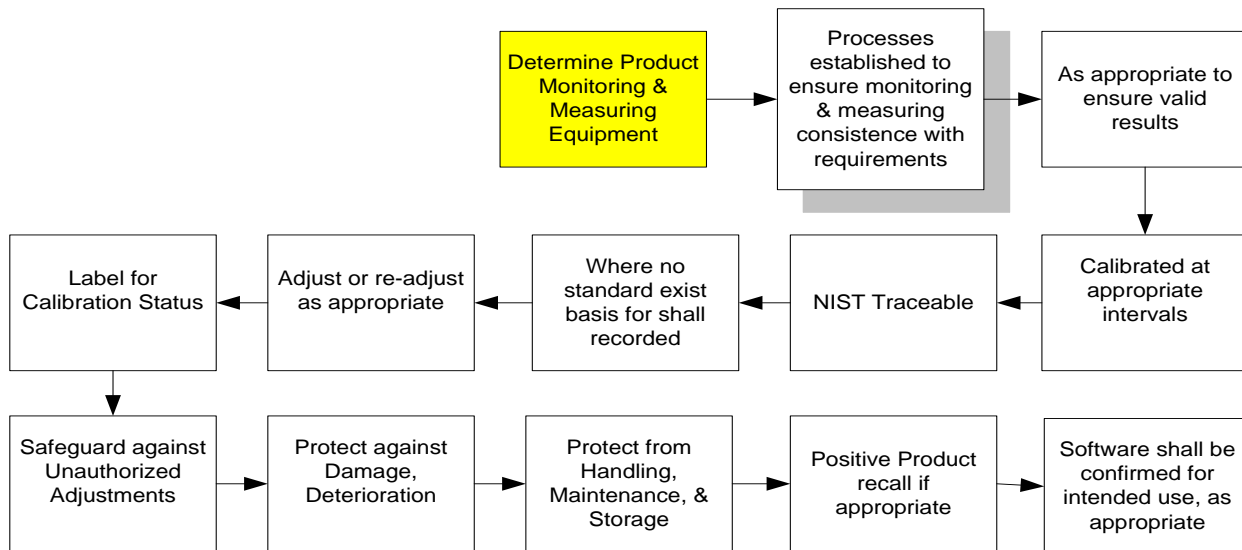 Determine Product
Monitoring &
Measuring
Equipment
Processes
established to
ensure monitoring
& measuring
consistence with
requirements
As appropriate to
ensure valid
results
Calibrated at
appropriate
intervals
NIST Traceable
Where no
standard exist
basis for shall
recorded
Adjust or re-adjust
as appropriate
Label for
Calibration Status
Safeguard against
Unauthorized
Adjustments
Protect against
Damage,
Deterioration
Protect from
Handling,
Maintenance, &
Storage
Positive Product
recall if
appropriate
Software shall be
confirmed for
intended use, as
appropriate